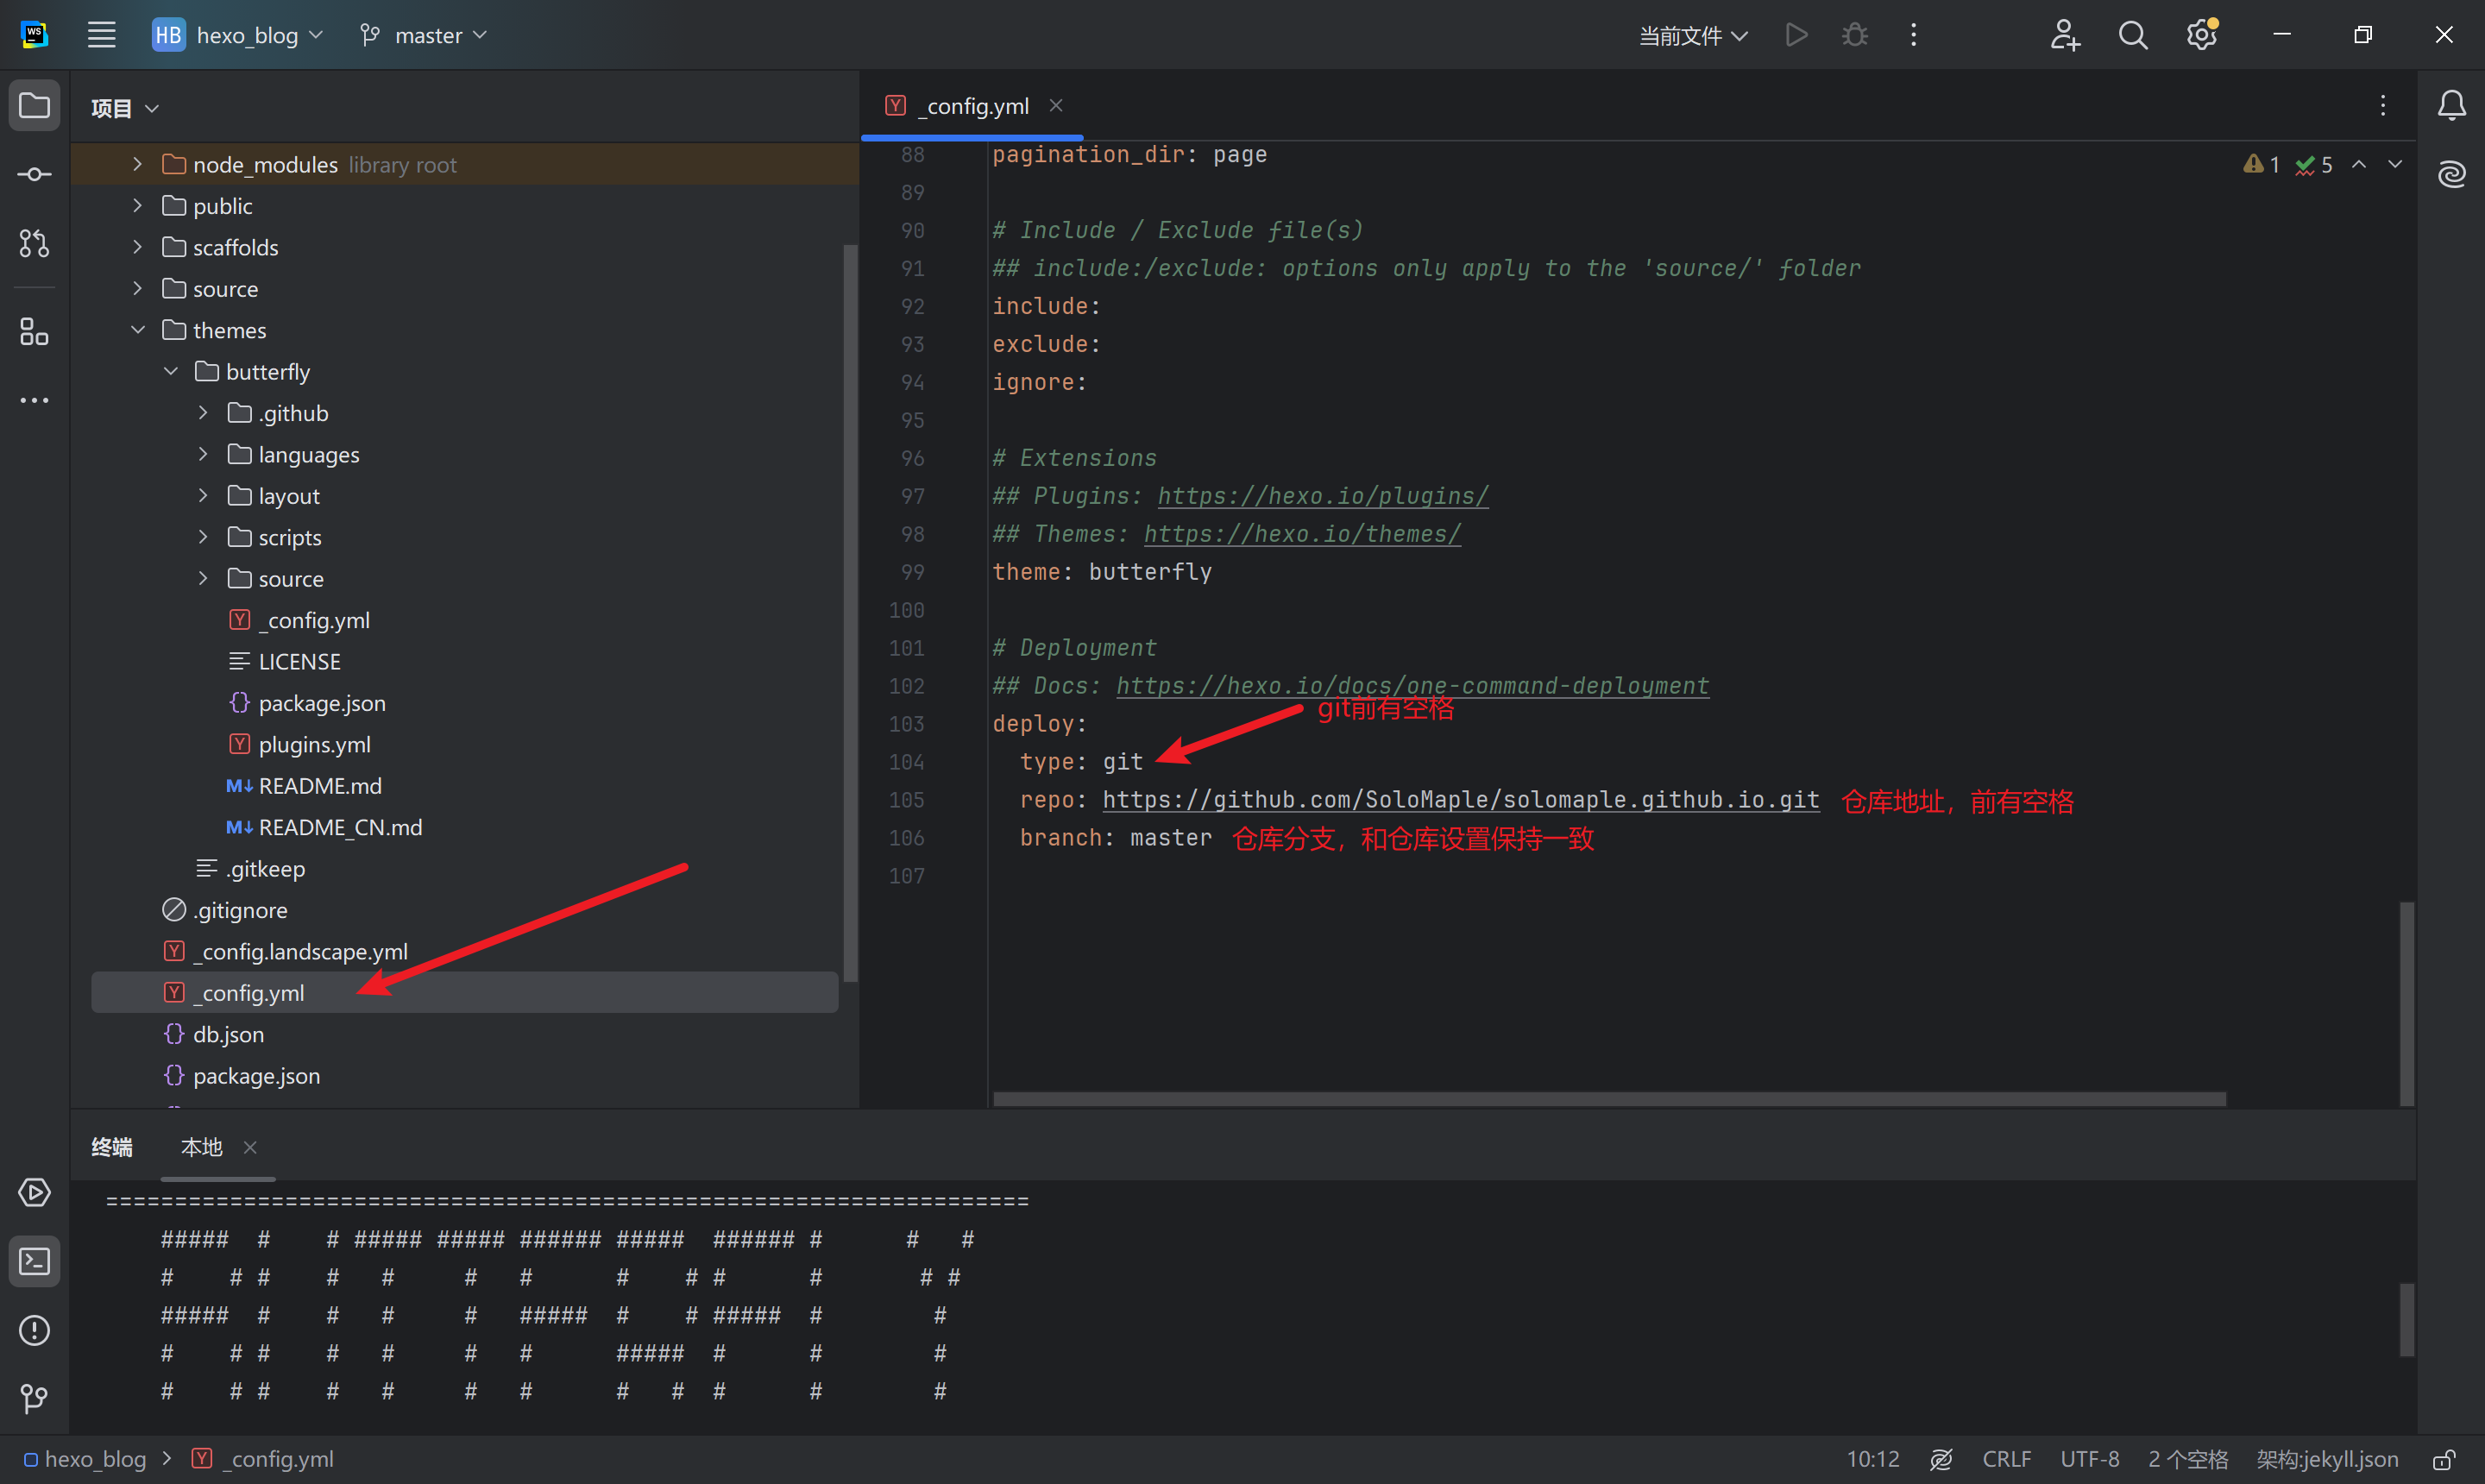 WS HB hexo_blog master 当前文件
项目
node_modules library root
public
scaffolds
source
themes
butterfly
.github
languages
layout
scripts
source
_config.yml
LICENSE
package.json
plugins.yml
README.md
README_CN.md
.gitkeep
.gitignore
_config.landscape.yml
_config.yml
db.json
package.json
_config.yml
1 5
88 pagination_dir: page
89
90 # Include / Exclude file(s)
91 ## include:/exclude: options only apply to the 'source/' folder
92 include:
93 exclude:
94 ignore:
95
96 # Extensions
97 ## Plugins: https://hexo.io/plugins/
98 ## Themes: https://hexo.io/themes/
99 theme: butterfly
100
101 # Deployment
102 ## Docs: https://hexo.io/docs/one-command-deployment
git前有空格
103 deploy:
104   type: git
105   repo: https://github.com/SoloMaple/solomaple.github.io.git 仓库地址，前有空格
106   branch: master 仓库分支，和仓库设置保持一致
107
终端 本地
===================================================================
    #####  #    # ##### ##### ###### #####  ###### #      #   #
    #    # #    #   #     #   #      #    # #      #       # #
    #####  #    #   #     #   #####  #    # #####  #        #
    #    # #    #   #     #   #      #####  #      #        #
    #    # #    #   #     #   #      #   #  #      #        #
hexo_blog > _config.yml
10:12 CRLF UTF-8 2 个空格 架构:jekyll.json